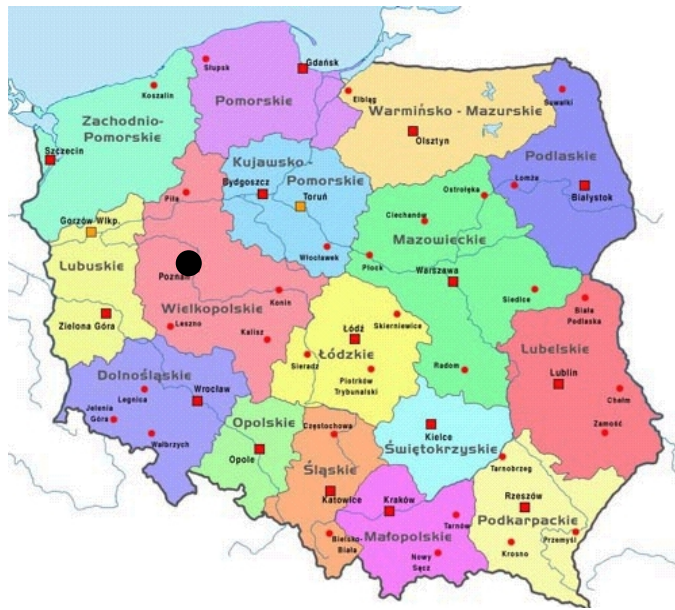 Słupsk
Gdańsk
Koszalin
Pomorskie
Elbląg
Suwałki
Zachodnio-
Pomorskie
Warmińsko - Mazurskie
Olsztyn
Szczecin
Kujawsko
Pomorskie
Podlaskie
Bydgoszcz
Toruń
Piła
Łomża
Ostrołęka
Białystok
Gorzów Wlkp.
Ciechanów
Mazowieckie
Włocławek
Płock
Lubuskie
Poznań
Warszawa
Konin
Siedlce
Wielkopolskie
Biała
Podlaska
Zielona Góra
Leszno
Kalisz
Łódź
Skierniewice
Łódzkie
Lubelskie
Sieradz
Piotrków
Trybunalski
Radom
Lublin
Dolnośląskie
Legnica
Wrocław
Chełm
Jelenia
Góra
Wałbrzych
Opolskie
Opole
Częstochowa
Kielce
Świętokrzyskie
Zamość
Śląskie
Katowice
Tarnobrzeg
Kraków
Rzeszów
Tarnów
Podkarpackie
Małopolskie
Bielsko-
Biała
Nowy
Sącz
Krosno
Przemyśl